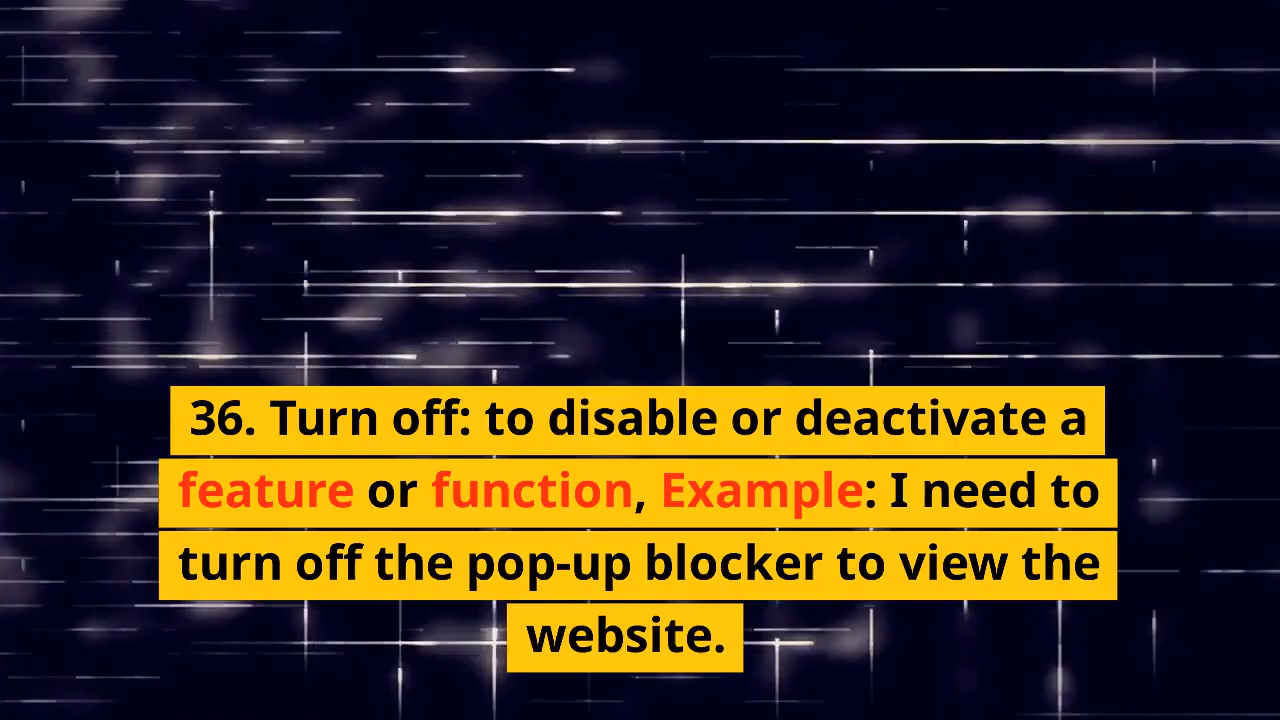 36. Turn off: to disable or deactivate a
feature or function, Example: I need to
turn off the pop-up blocker to view the
website.